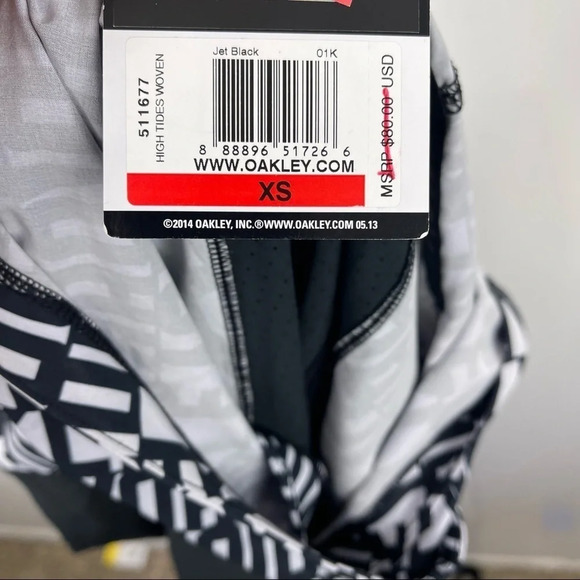 Jet Black 01K
511677
HIGH TIDES WOVEN
8 88896 51726 6
WWW.OAKLEY.COM
XS
MSRP $80.00 USD
©2014 OAKLEY, INC.®WWW.OAKLEY.COM 05.13